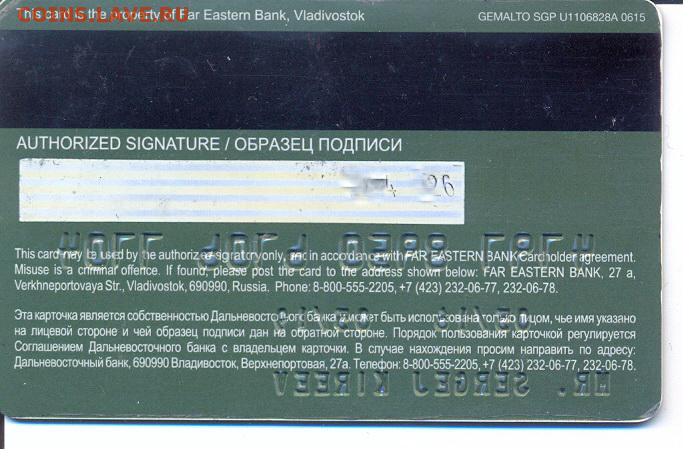 coins.lave.ru
This card is the property of Far Eastern Bank, Vladivostok
GEMALTO SGP U1106828A 0615
AUTHORIZED SIGNATURE / ОБРАЗЕЦ ПОДПИСИ
This card may be used by the authorized signatory only, and in accordance with FAR EASTERN BANK Cardholder agreement.
Misuse is a criminal offence. If found, please post the card to the address shown below: FAR EASTERN BANK, 27 a,
Verkhneportovaya Str., Vladivostok, 690990, Russia, Phone: 8-800-555-2205, +7 (423) 232-06-77, 232-06-78.
Эта карточка является собственностью Дальневосточного банка и может быть использована только лицом, чье имя указано
на лицевой стороне и чей образец подписи дан на обратной стороне. Порядок пользования карточкой регулируется
Соглашением Дальневосточного банка с владельцем карточки. В случае нахождения просим направить по адресу:
Дальневосточный банк, 690990 Владивосток, Верхнепортовая, 27а. Телефон: 8-800-555-2205, +7 (423) 232-06-77, 232-06-78.
MR. SERGEJ KIREEV